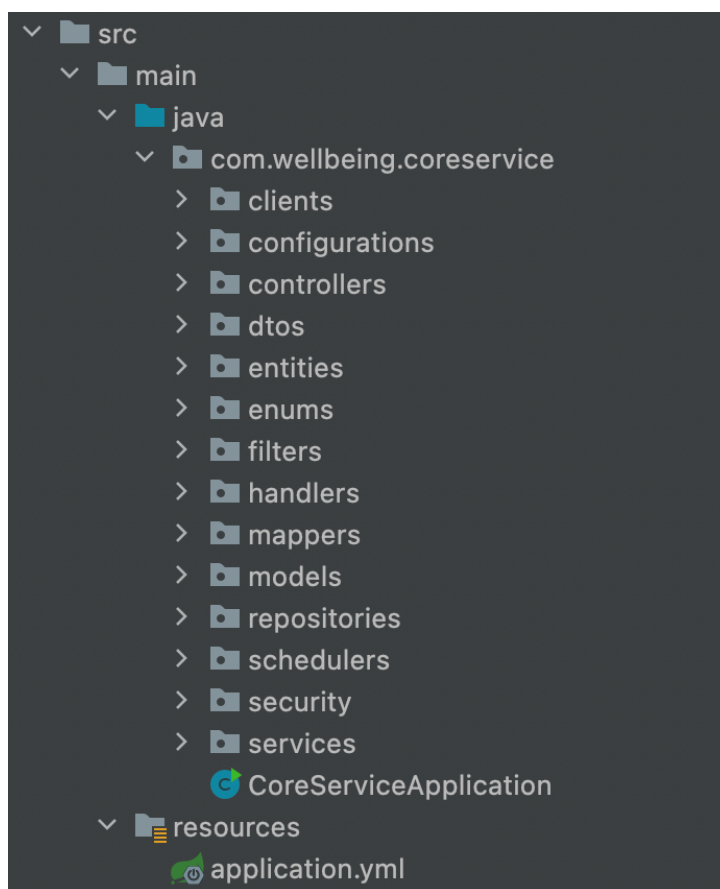 src
main
java
com.wellbeing.coreservice
clients
configurations
controllers
dtos
entities
enums
filters
handlers
mappers
models
repositories
schedulers
security
services
CoreServiceApplication
resources
application.yml